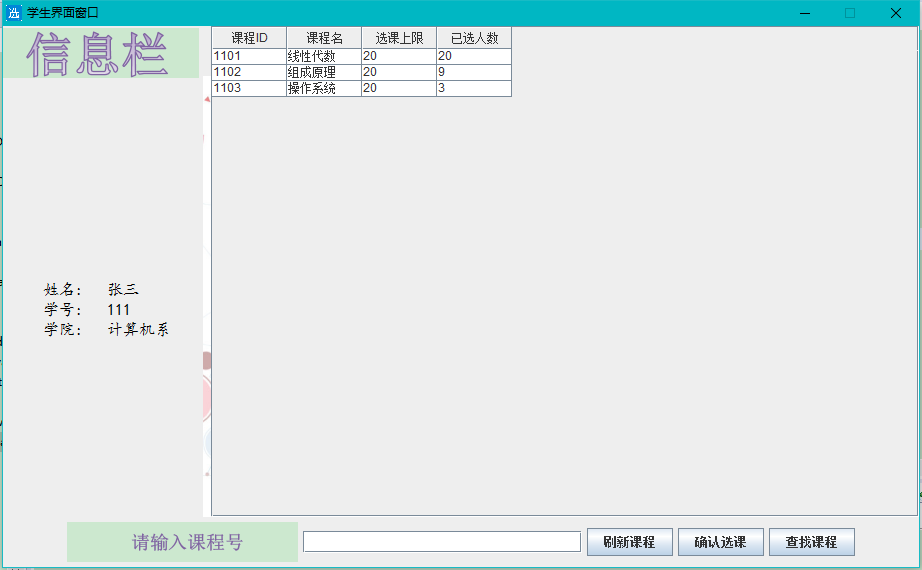 选 学生界面窗口
信息栏
课程ID 课程名 选课上限 已选人数
1101 线性代数 20 20
1102 组成原理 20 9
1103 操作系统 20 3
姓名： 张三
学号： 111
学院： 计算机系
请输入课程号 刷新课程 确认选课 查找课程